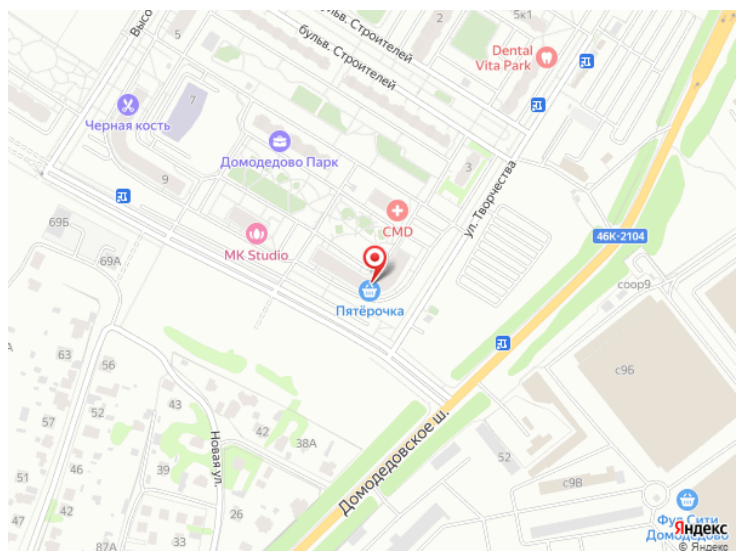 Высо
5
бульв. Строителей
2
5к1
бульв. Строителей
Dental
Vita Park
7
Черная кость
Домодедово Парк
3
9
ул. Творчества
CMD
69Б
46К-2104
MK Studio
69А
соор9
Пятёрочка
63
56
с9Б
52
43
57
42
38А
Новая ул.
Домодедовское ш.
46
39
52
51
с9В
44
26
47
Фуд Сити
Домодедово
33
87А
Яндекс
© Яндекс